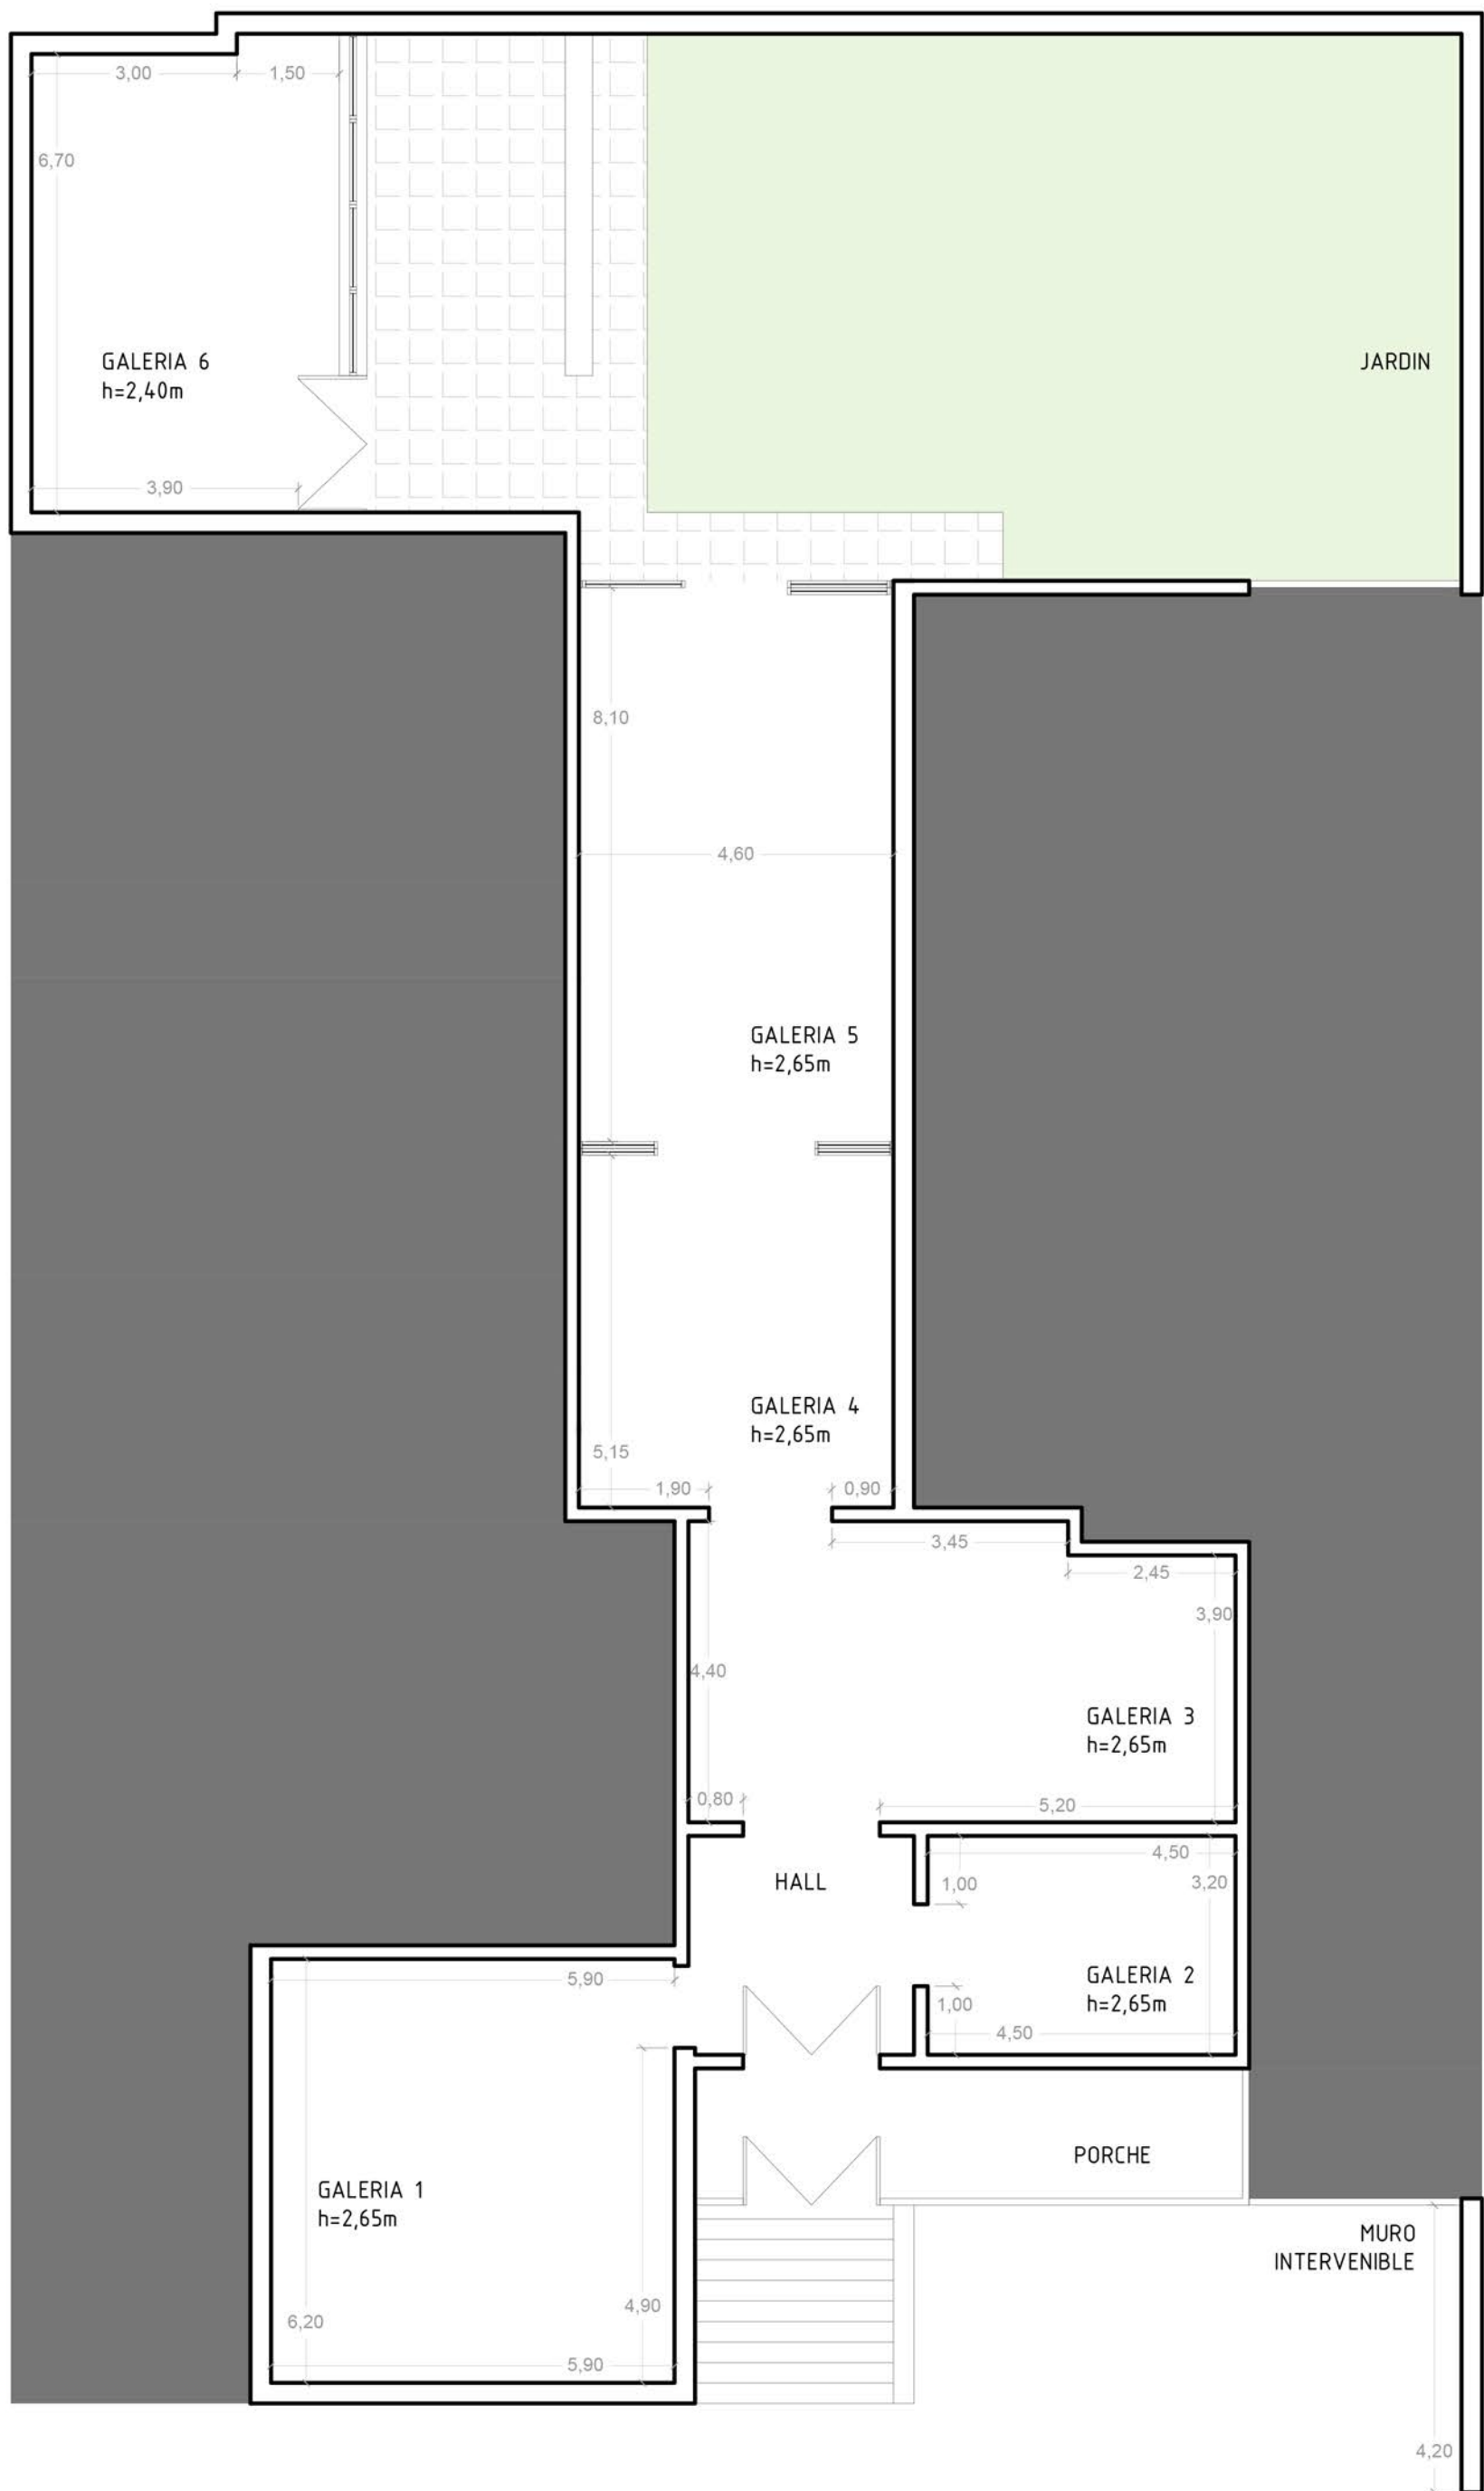 3,00
1,50
6,70
GALERIA 6
h=2,40m
JARDIN
3,90
8,10
4,60
GALERIA 5
h=2,65m
GALERIA 4
h=2,65m
5,15
1,90
0,90
3,45
2,45
3,90
4,40
GALERIA 3
h=2,65m
0,80
5,20
4,50
HALL
1,00
3,20
5,90
GALERIA 2
h=2,65m
1,00
4,50
PORCHE
GALERIA 1
h=2,65m
MURO
INTERVENIBLE
4,90
6,20
5,90
4,20